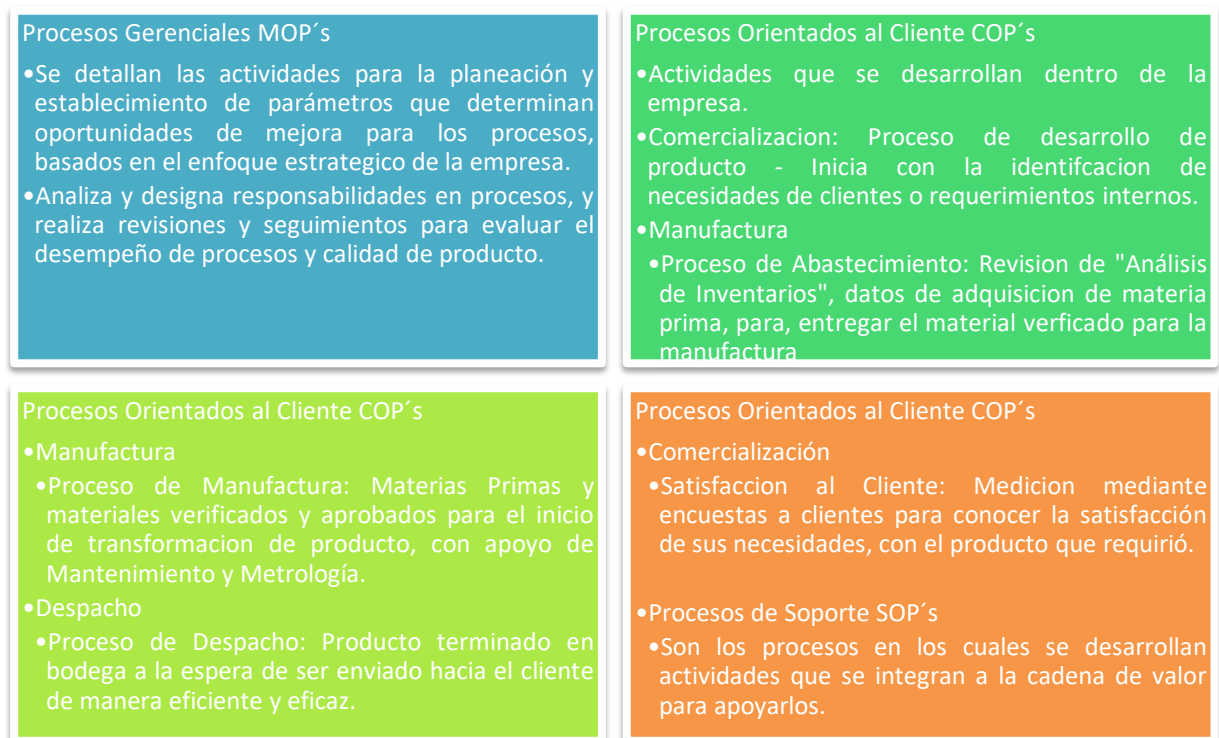 Procesos Gerenciales MOP´s
•Se detallan las actividades para la planeación y
establecimiento de parámetros que determinan
oportunidades de mejora para los procesos,
basados en el enfoque estrategico de la empresa.
•Analiza y designa responsabilidades en procesos, y
realiza revisiones y seguimientos para evaluar el
desempeño de procesos y calidad de producto.
Procesos Orientados al Cliente COP´s
•Actividades que se desarrollan dentro de la
empresa.
•Comercializacion: Proceso de desarrollo de
producto - Inicia con la identifcacion de
necesidades de clientes o requerimientos internos.
•Manufactura
•Proceso de Abastecimiento: Revision de "Análisis
de Inventarios", datos de adquisicion de materia
prima, para, entregar el material verficado para la
manufactura
Procesos Orientados al Cliente COP´s
•Manufactura
•Proceso de Manufactura: Materias Primas y
materiales verificados y aprobados para el inicio
de transformacion de producto, con apoyo de
Mantenimiento y Metrología.
•Despacho
•Proceso de Despacho: Producto terminado en
bodega a la espera de ser enviado hacia el cliente
de manera eficiente y eficaz.
Procesos Orientados al Cliente COP´s
•Comercialización
•Satisfaccion al Cliente: Medicion mediante
encuestas a clientes para conocer la satisfacción
de sus necesidades, con el producto que requirió.
•Procesos de Soporte SOP´s
•Son los procesos en los cuales se desarrollan
actividades que se integran a la cadena de valor
para apoyarlos.